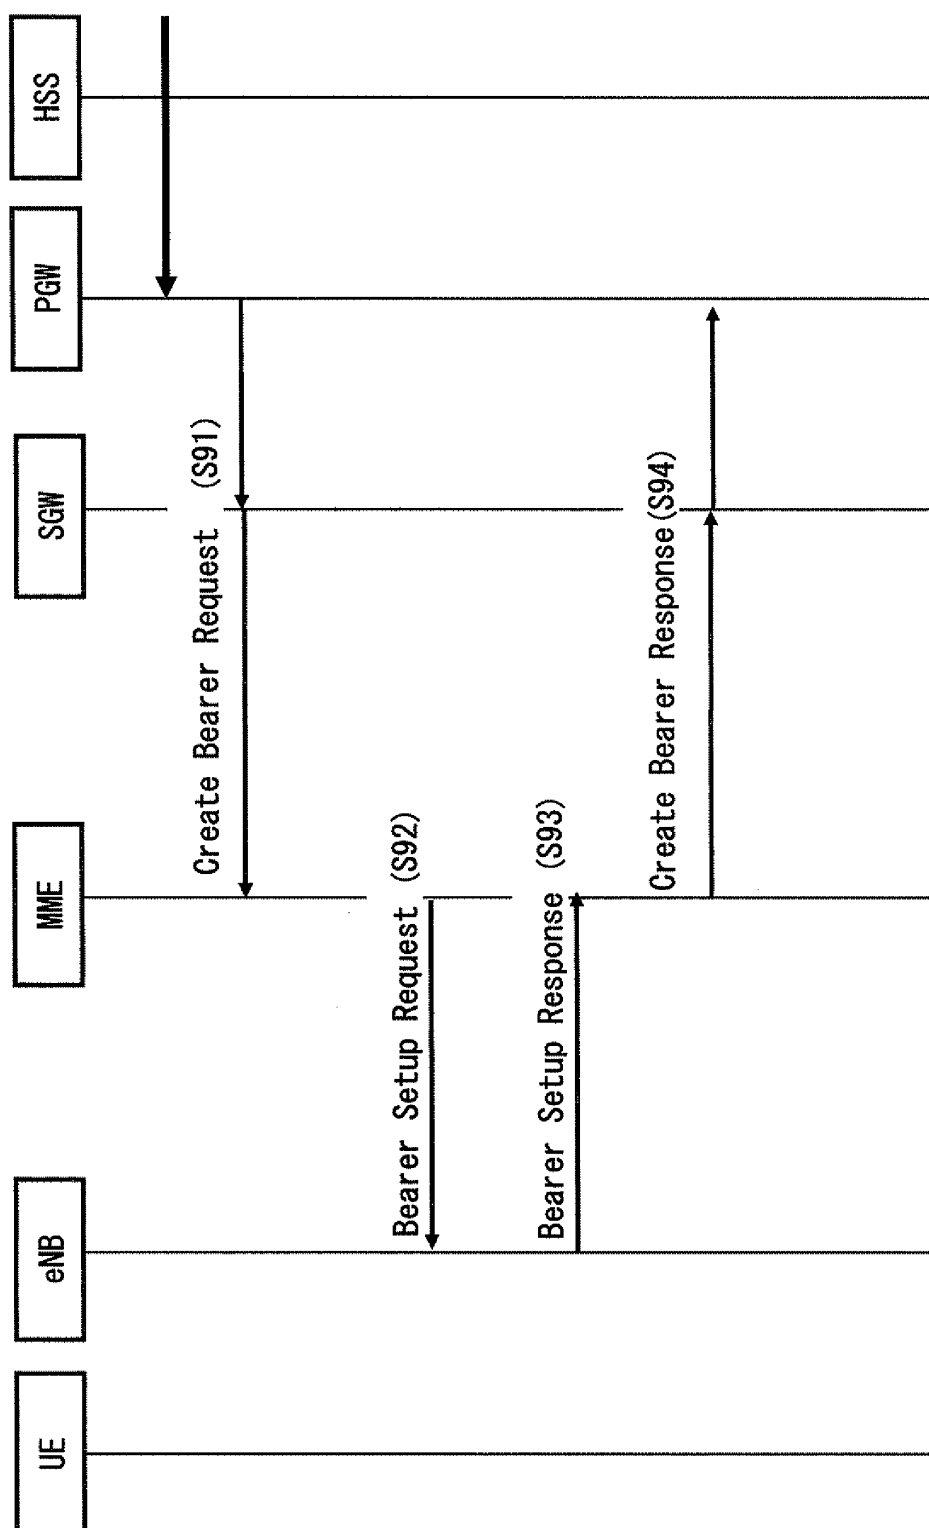 UE
eNB
MME
SGW
PGW
HSS
Create Bearer Request (S91)
Bearer Setup Request (S92)
Bearer Setup Response (S93)
Create Bearer Response(S94)